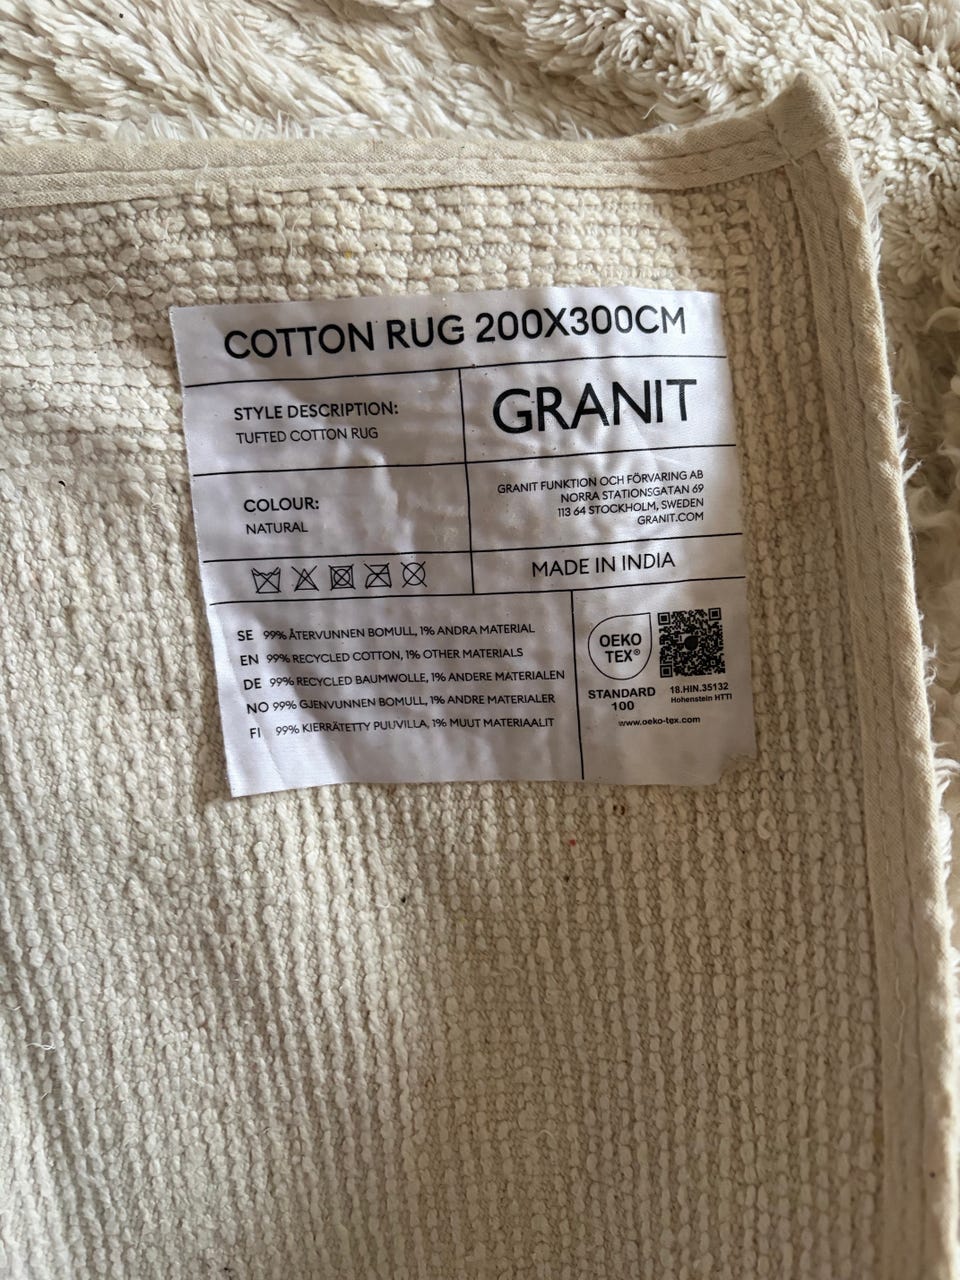 COTTON RUG 200X300CM
STYLE DESCRIPTION:
TUFTED COTTON RUG
GRANIT
COLOUR:
NATURAL
GRANIT FUNKTION OCH FÖRVARING AB
NORRA STATIONSGATAN 69
113 64 STOCKHOLM, SWEDEN
GRANIT.COM
MADE IN INDIA
SE 99% ÅTERVUNNEN BOMULL, 1% ANDRA MATERIAL
EN 99% RECYCLED COTTON, 1% OTHER MATERIALS
DE 99% RECYCLED BAUMWOLLE, 1% ANDERE MATERIALEN
NO 99% GJENVUNNEN BOMULL, 1% ANDRE MATERIALER
FI 99% KIERRÄTETTY PUUVILLA, 1% MUUT MATERIAALIT
OEKO
TEX®
STANDARD
100
18.HIN.35132
Hohenstein HTTI
www.oeko-tex.com